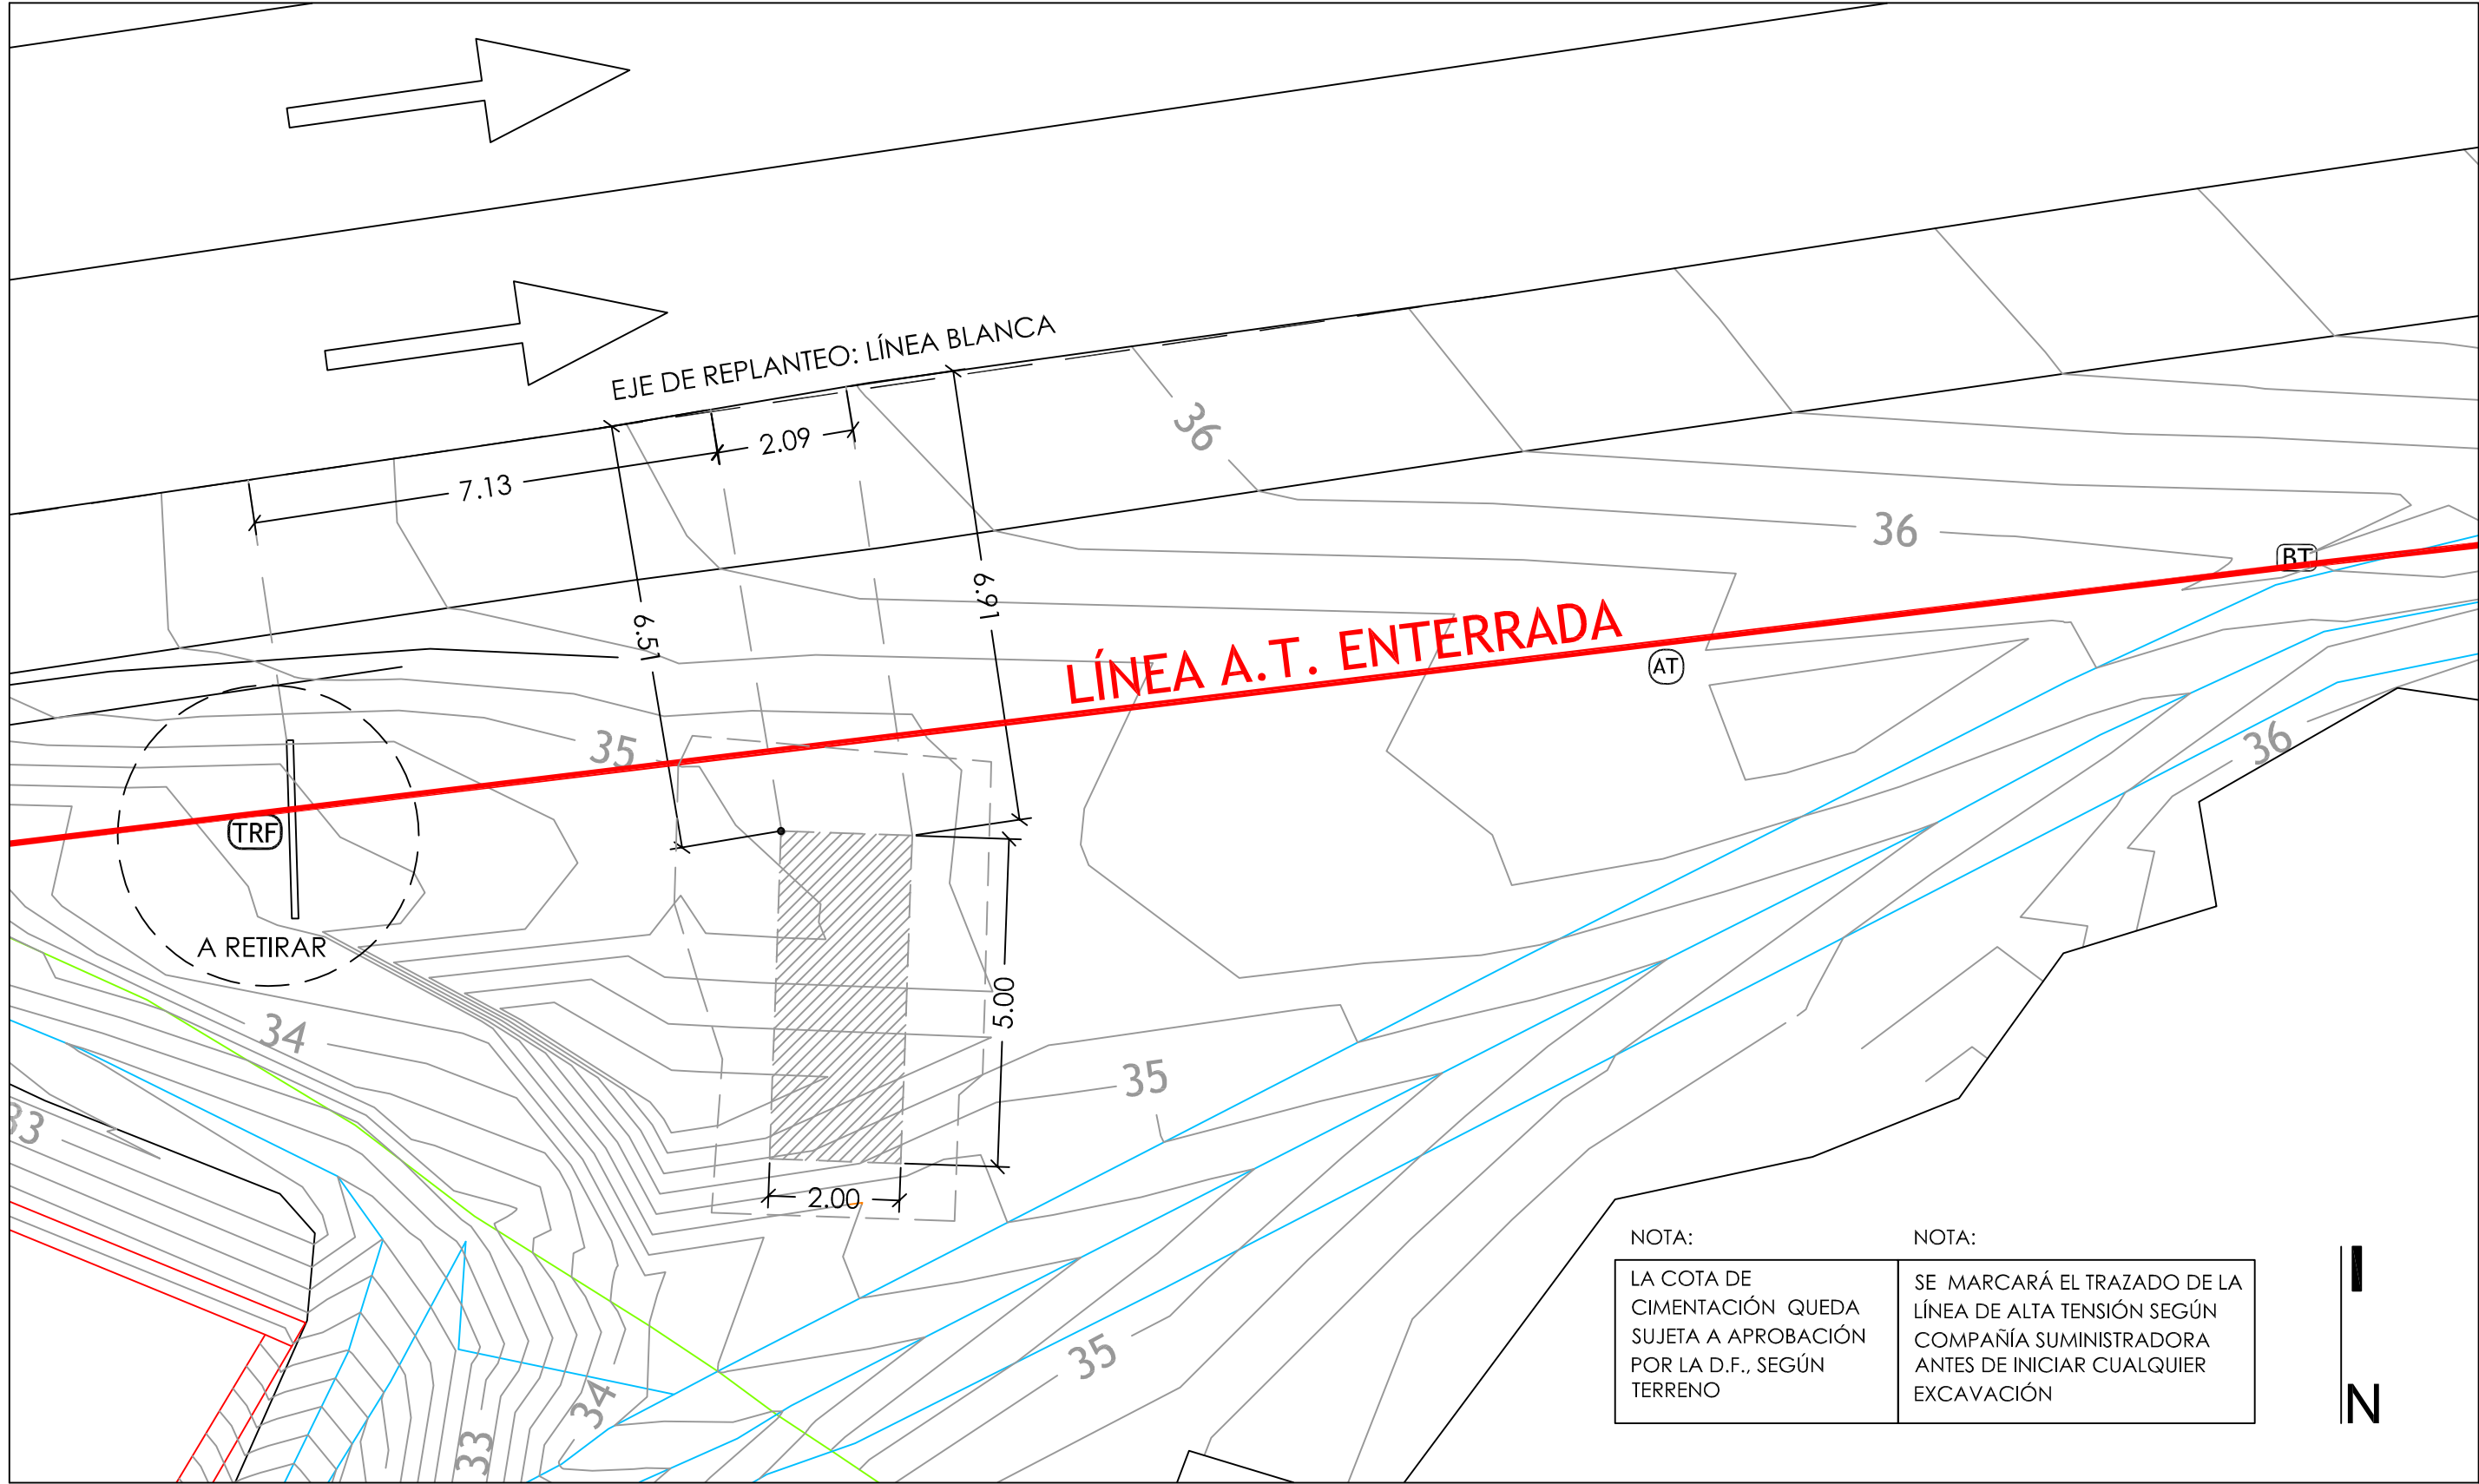 EJE DE REPLANTEO: LÍNEA BLANCA
2.09
7.13
36
36
6.51
6.91
BT
LÍNEA A.T. ENTERRADA
AT
35
36
TRF
A RETIRAR
5.00
34
35
33
2.00
35
34
33
NOTA:
LA COTA DE
CIMENTACIÓN QUEDA
SUJETA A APROBACIÓN
POR LA D.F., SEGÚN
TERRENO
NOTA:
SE MARCARÁ EL TRAZADO DE LA
LÍNEA DE ALTA TENSIÓN SEGÚN
COMPAÑÍA SUMINISTRADORA
ANTES DE INICIAR CUALQUIER
EXCAVACIÓN
N